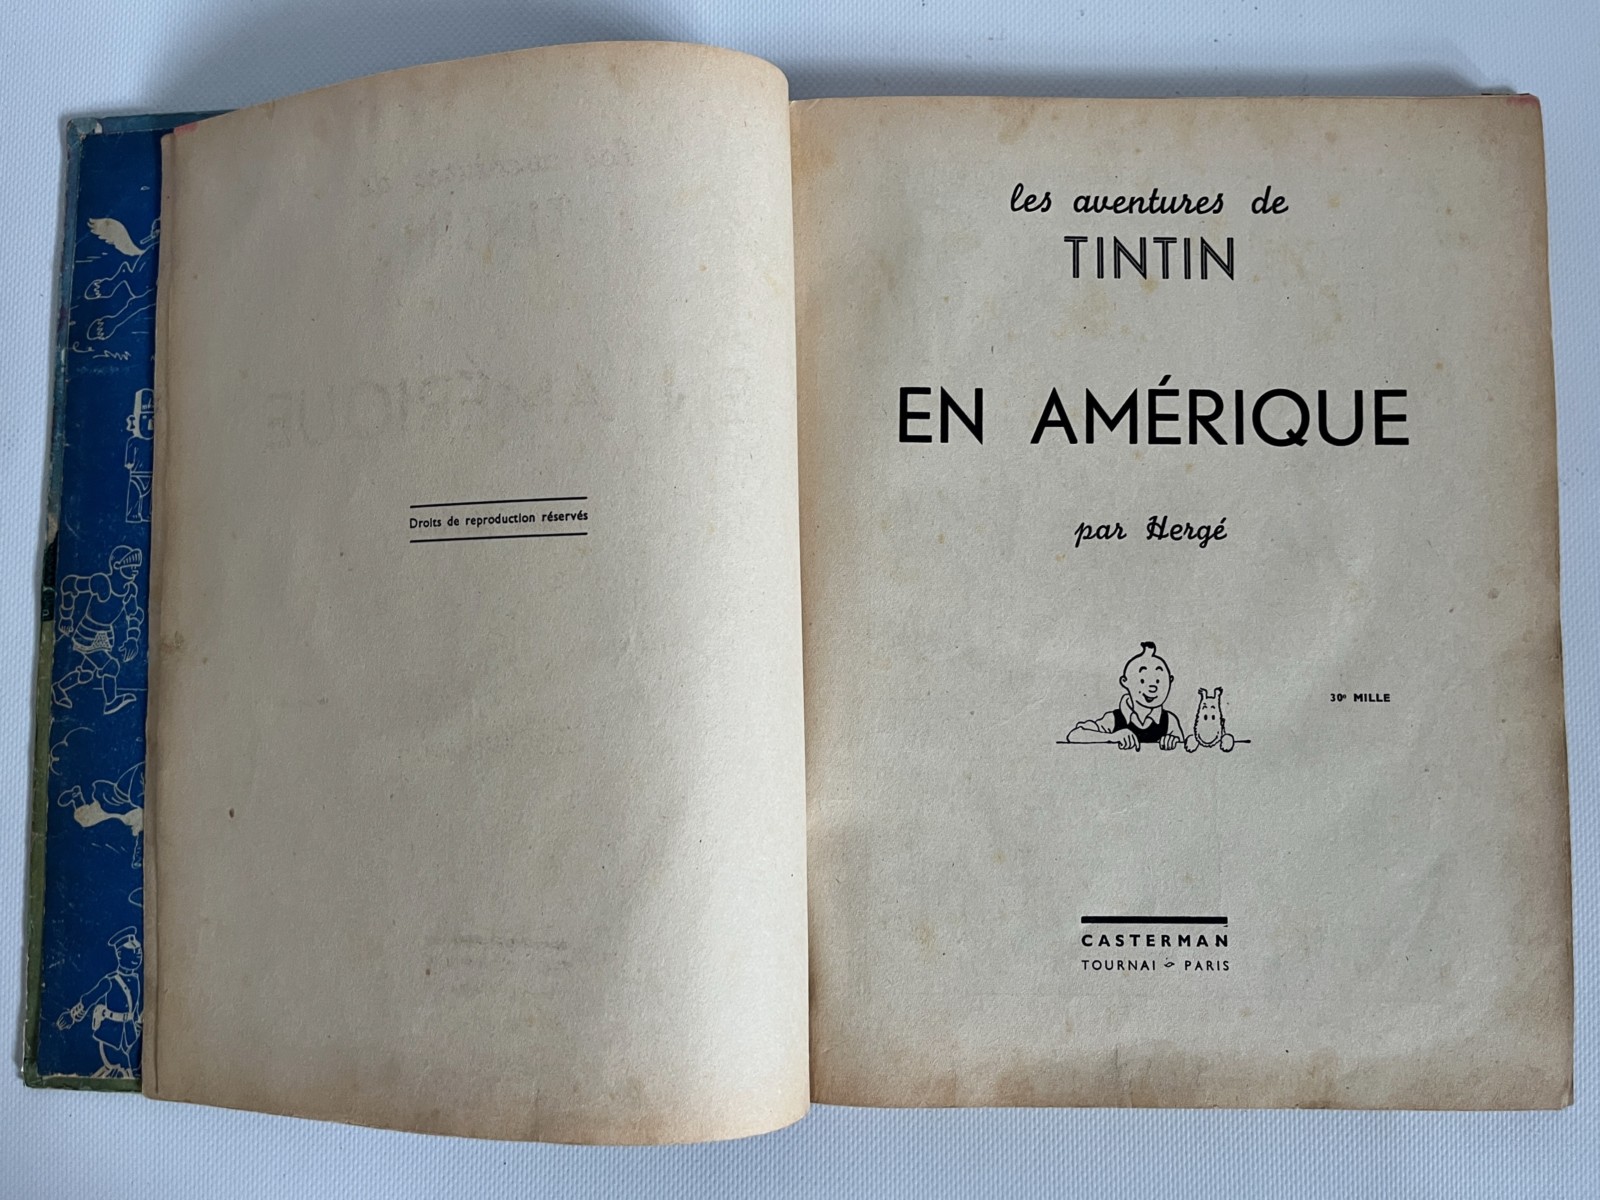 Droits de reproduction réservés
les aventures de
TINTIN
EN AMÉRIQUE
par Hergé
30e MILLE
CASTERMAN
TOURNAI PARIS